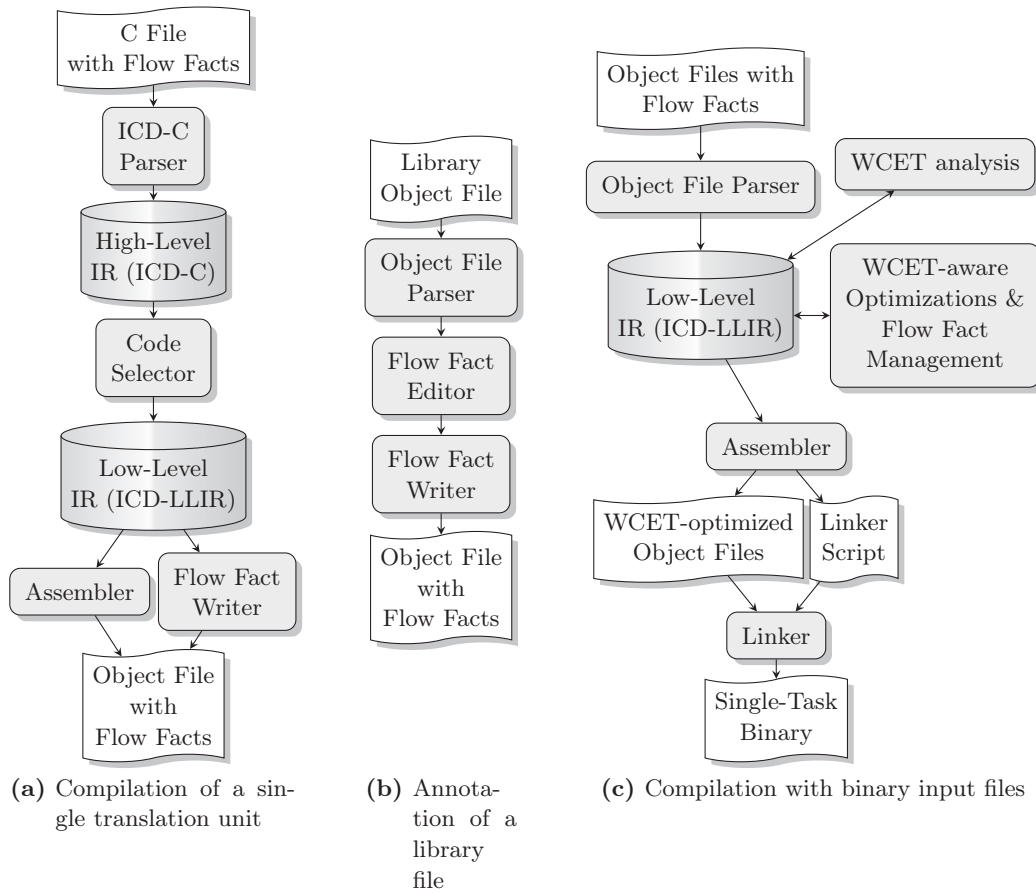 C File
with Flow Facts
ICD-C
Parser
High-Level
IR (ICD-C)
Code
Selector
Low-Level
IR (ICD-LLIR)
Assembler
Flow Fact
Writer
Object File
with
Flow Facts
(a) Compilation of a sin-
gle translation unit
Library
Object File
Object File
Parser
Flow Fact
Editor
Flow Fact
Writer
Object File
with
Flow Facts
(b) Annota-
tion of a
library
file
Object Files with
Flow Facts
Object File Parser
WCET analysis
Low-Level
IR (ICD-LLIR)
WCET-aware
Optimizations &
Flow Fact
Management
Assembler
WCET-optimized
Object Files
Linker
Script
Linker
Single-Task
Binary
(c) Compilation with binary input files